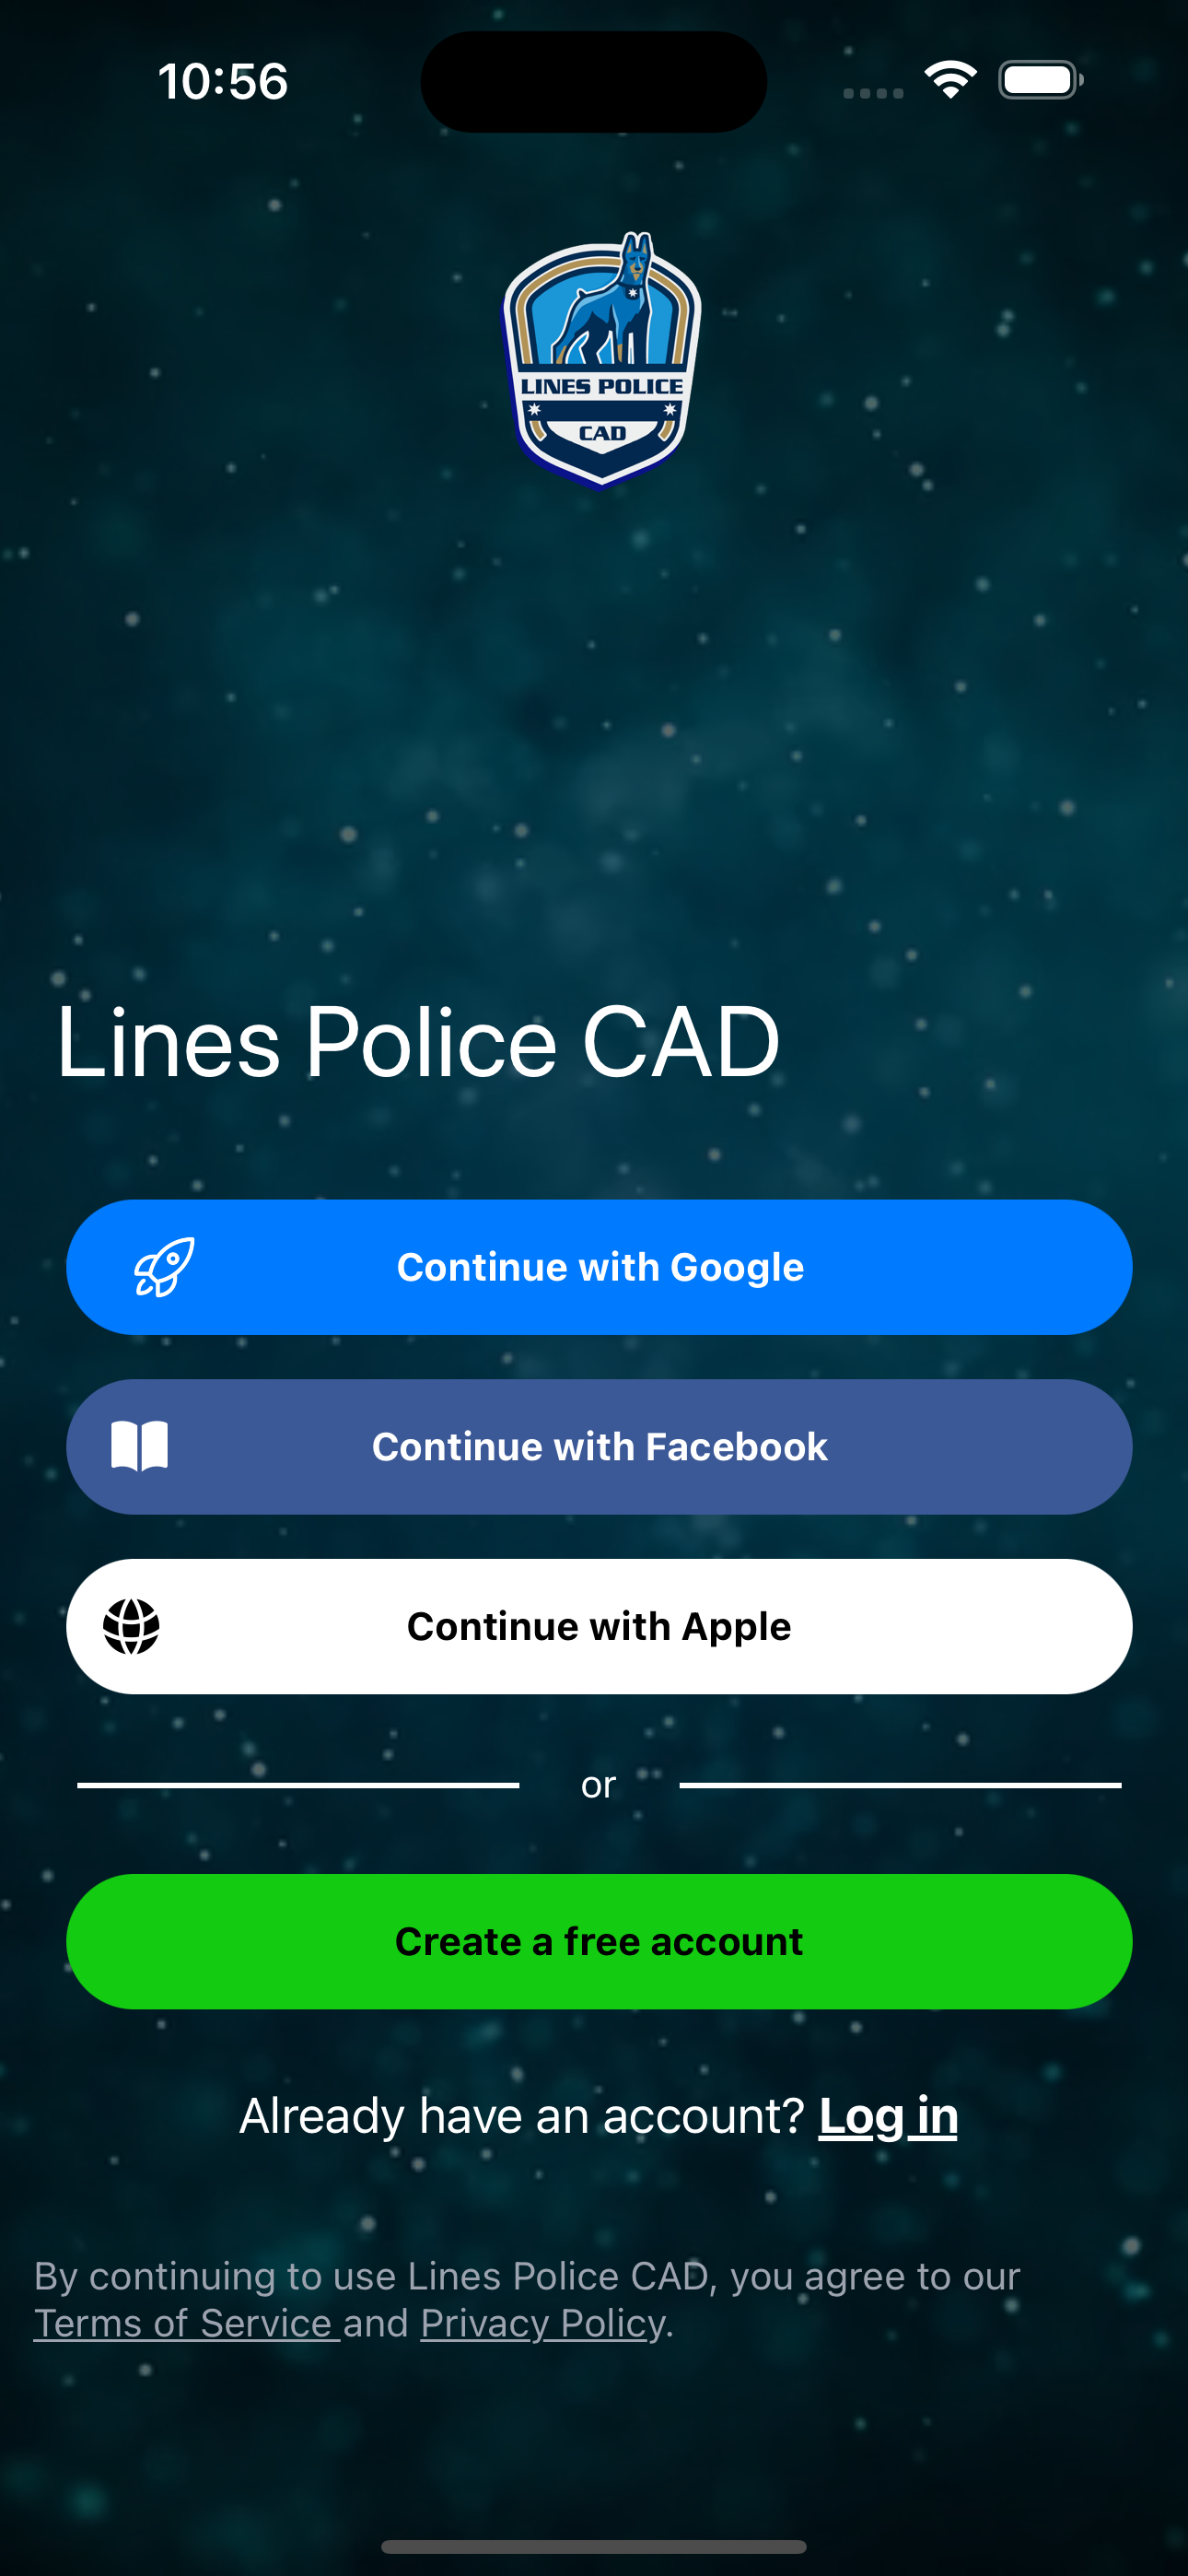 10:56
LINES POLICE
CAD
Lines Police CAD
Continue with Google
Continue with Facebook
Continue with Apple
or
Create a free account
Already have an account? Log in
By continuing to use Lines Police CAD, you agree to our
Terms of Service and Privacy Policy.